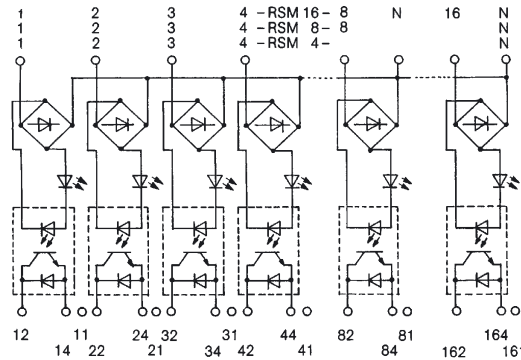 1 2 3 4 – RSM 16 – 8 N 16 N
1 2 3 4 – RSM 8 – 8 N
1 2 3 4 – RSM 4 – N
12 11 24 32 31 44 82 81 164
14 22 21 34 42 41 84 162 161